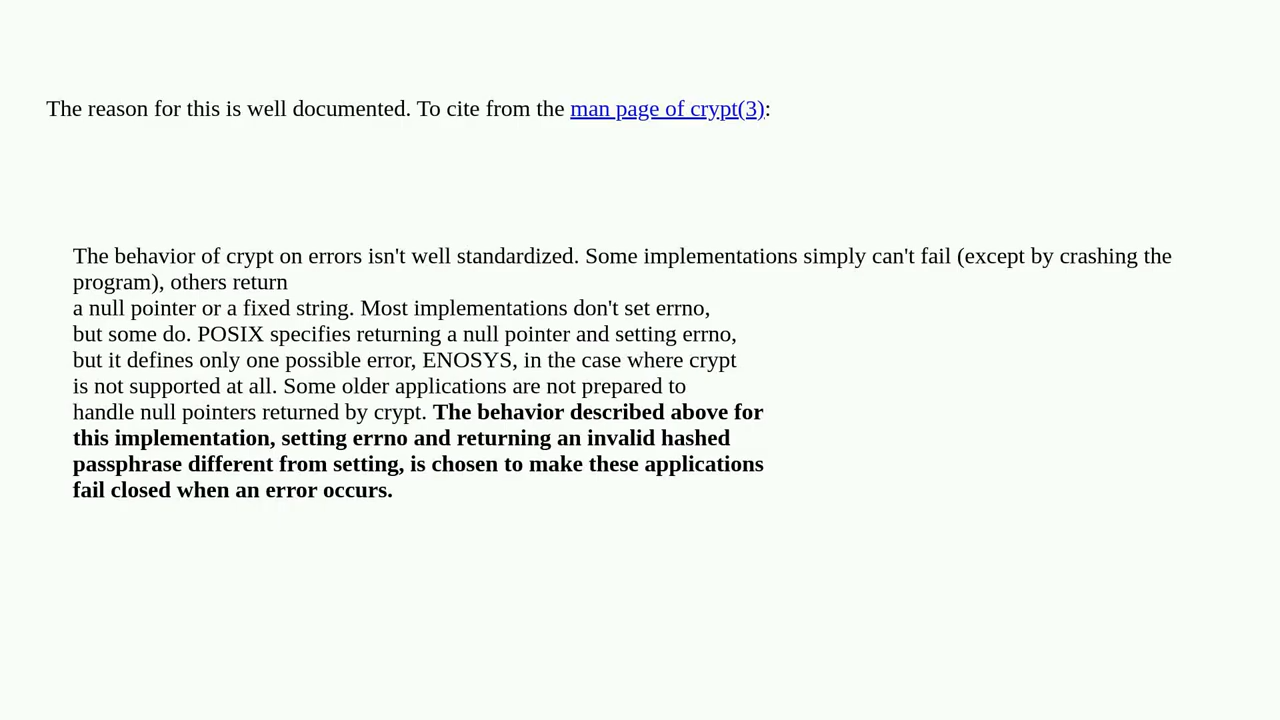 The reason for this is well documented. To cite from the man page of crypt(3):
The behavior of crypt on errors isn't well standardized. Some implementations simply can't fail (except by crashing the
program), others return
a null pointer or a fixed string. Most implementations don't set errno,
but some do. POSIX specifies returning a null pointer and setting errno,
but it defines only one possible error, ENOSYS, in the case where crypt
is not supported at all. Some older applications are not prepared to
handle null pointers returned by crypt. The behavior described above for
this implementation, setting errno and returning an invalid hashed
passphrase different from setting, is chosen to make these applications
fail closed when an error occurs.